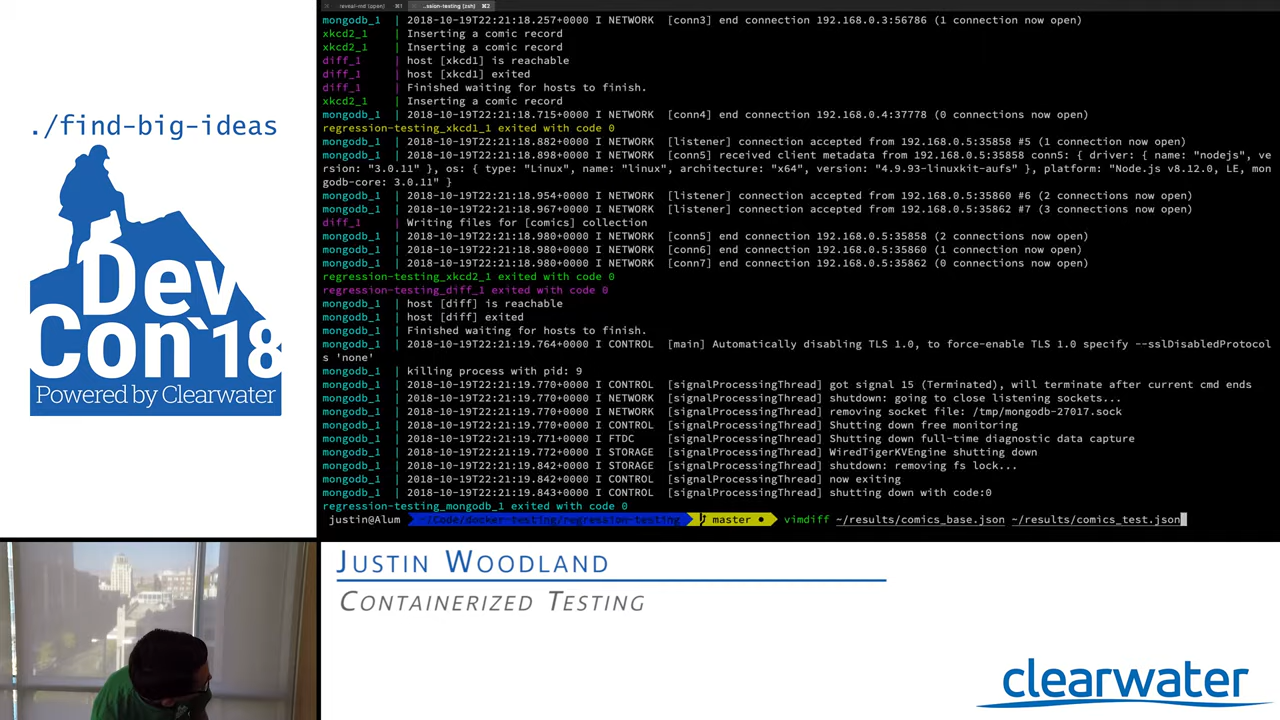 reveal-md (open) ⌘1 ..ssion-testing (zsh) ⌘2
mongodb_1 | 2018-10-19T22:21:18.257+0000 I NETWORK [conn3] end connection 192.168.0.3:56786 (1 connection now open)
xkcd2_1 | Inserting a comic record
xkcd2_1 | Inserting a comic record
diff_1 | host [xkcd1] is reachable
diff_1 | host [xkcd1] exited
diff_1 | Finished waiting for hosts to finish.
xkcd2_1 | Inserting a comic record
mongodb_1 | 2018-10-19T22:21:18.715+0000 I NETWORK [conn4] end connection 192.168.0.4:37778 (0 connections now open)
regression-testing_xkcd1_1 exited with code 0
mongodb_1 | 2018-10-19T22:21:18.882+0000 I NETWORK [listener] connection accepted from 192.168.0.5:35858 #5 (1 connection now open)
mongodb_1 | 2018-10-19T22:21:18.898+0000 I NETWORK [conn5] received client metadata from 192.168.0.5:35858 conn5: { driver: { name: "nodejs", ve
rsion: "3.0.11" }, os: { type: "Linux", name: "linux", architecture: "x64", version: "4.9.93-linuxkit-aufs" }, platform: "Node.js v8.12.0, LE, mon
godb-core: 3.0.11" }
mongodb_1 | 2018-10-19T22:21:18.954+0000 I NETWORK [listener] connection accepted from 192.168.0.5:35860 #6 (2 connections now open)
mongodb_1 | 2018-10-19T22:21:18.967+0000 I NETWORK [listener] connection accepted from 192.168.0.5:35862 #7 (3 connections now open)
diff_1 | Writing files for [comics] collection
mongodb_1 | 2018-10-19T22:21:18.980+0000 I NETWORK [conn5] end connection 192.168.0.5:35858 (2 connections now open)
mongodb_1 | 2018-10-19T22:21:18.980+0000 I NETWORK [conn6] end connection 192.168.0.5:35860 (1 connection now open)
mongodb_1 | 2018-10-19T22:21:18.980+0000 I NETWORK [conn7] end connection 192.168.0.5:35862 (0 connections now open)
regression-testing_xkcd2_1 exited with code 0
regression-testing_diff_1 exited with code 0
mongodb_1 | host [diff] is reachable
mongodb_1 | host [diff] exited
mongodb_1 | Finished waiting for hosts to finish.
mongodb_1 | 2018-10-19T22:21:19.764+0000 I CONTROL [main] Automatically disabling TLS 1.0, to force-enable TLS 1.0 specify --sslDisabledProtocol
s 'none'
mongodb_1 | killing process with pid: 9
mongodb_1 | 2018-10-19T22:21:19.770+0000 I CONTROL [signalProcessingThread] got signal 15 (Terminated), will terminate after current cmd ends
mongodb_1 | 2018-10-19T22:21:19.770+0000 I NETWORK [signalProcessingThread] shutdown: going to close listening sockets...
mongodb_1 | 2018-10-19T22:21:19.770+0000 I NETWORK [signalProcessingThread] removing socket file: /tmp/mongodb-27017.sock
mongodb_1 | 2018-10-19T22:21:19.770+0000 I CONTROL [signalProcessingThread] Shutting down free monitoring
mongodb_1 | 2018-10-19T22:21:19.771+0000 I FTDC [signalProcessingThread] Shutting down full-time diagnostic data capture
mongodb_1 | 2018-10-19T22:21:19.772+0000 I STORAGE [signalProcessingThread] WiredTigerKVEngine shutting down
mongodb_1 | 2018-10-19T22:21:19.842+0000 I STORAGE [signalProcessingThread] shutdown: removing fs lock...
mongodb_1 | 2018-10-19T22:21:19.843+0000 I CONTROL [signalProcessingThread] now exiting
mongodb_1 | 2018-10-19T22:21:19.843+0000 I CONTROL [signalProcessingThread] shutting down with code:0
regression-testing_mongodb_1 exited with code 0
justin@Alum ~/Code/docker-testing/regression-testing master ● vimdiff ~/results/comics_base.json ~/results/comics_test.json
./find-big-ideas
Dev
Con`18
Powered by Clearwater
JUSTIN WOODLAND
CONTAINERIZED TESTING
clearwater